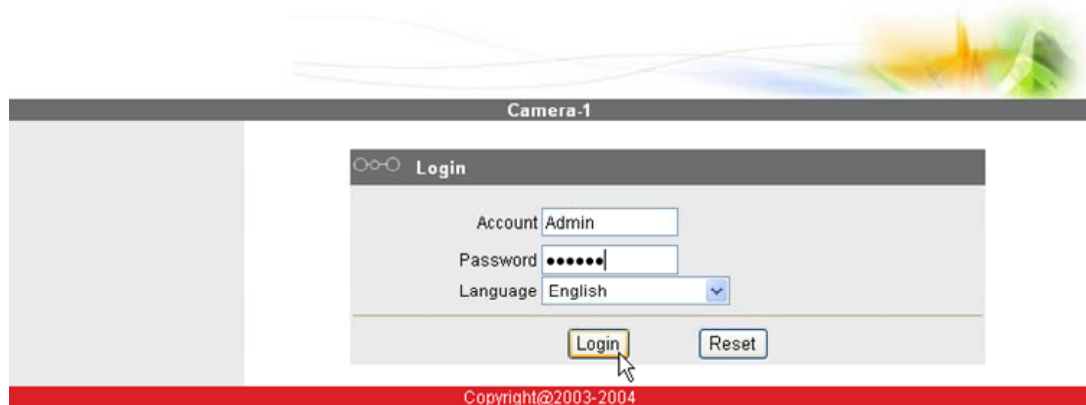 Camera-1
Login
Account Admin
Password ••••••
Language English
Login Reset
Copyright@2003-2004